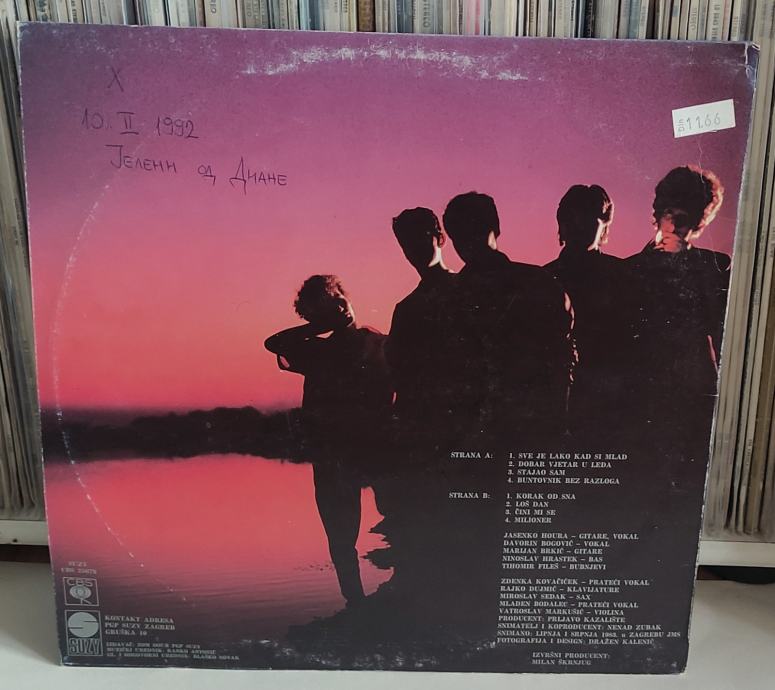 X
10. II 1992
Јелени од Диане
Din 11,66
STRANA A:
1. SVE JE LAKO KAD SI MLAD
2. DOBAR VJETAR U LEĐA
3. STAJAO SAM
4. BUNTOVNIK BEZ RAZLOGA
STRANA B:
1. KORAK OD SNA
2. LOŠ DAN
3. ČINI MI SE
4. MILIONER
JASENKO HOURA – GITARE, VOKAL
DAVORIN BOGOVIĆ – VOKAL
MARIJAN BRKIĆ – GITARE
NINOSLAV HRASTEK – BAS
TIHOMIR FILEŠ – BUBNJEVI
ZDENKA KOVAČIČEK – PRATEĆI VOKAL
RAJKO DUJMIĆ – KLAVIJATURE
MIROSLAV SEDAK – SAX
MLADEN BODALEC – PRATEĆI VOKAL
VATROSLAV MARKUŠIĆ – VIOLINA
PRODUCENT: PRLJAVO KAZALIŠTE
SNIMATELJ I KOPRODUCENT: NENAD ZUBAK
SNIMANO: LIPNJA I SRPNJA 1983. u ZAGREBU JMS
FOTOGRAFIJA I DESIGN: DRAŽEN KALENIĆ
IZVRŠNI PRODUCENT:
MILAN ŠKRNJUG
SUZY
CBS
CBS
SUZY
KONTAKT ADRESA
PGP SUZY ZAGREB
GRUŠKA 10